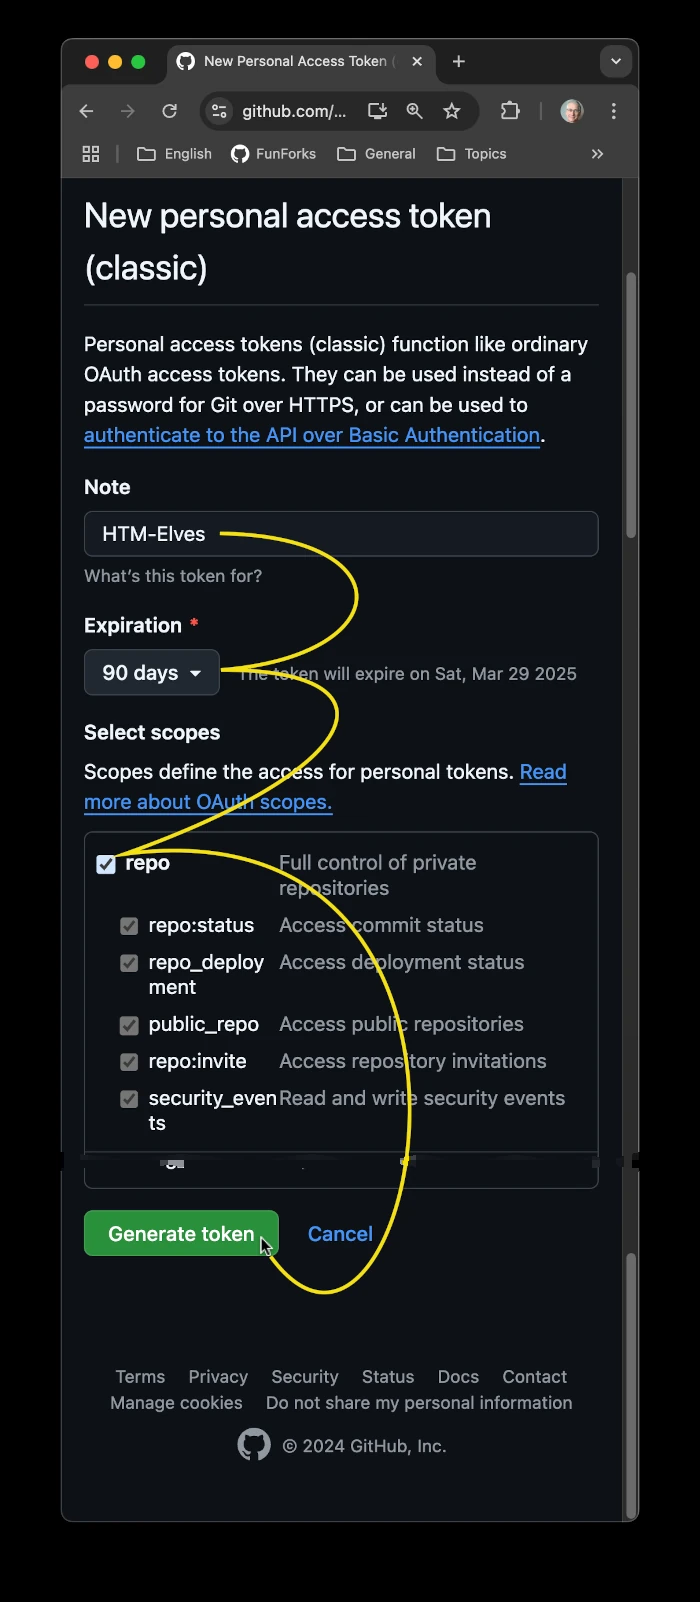 New Personal Access Token (
github.com/...
English FunForks General Topics
New personal access token
(classic)
Personal access tokens (classic) function like ordinary
OAuth access tokens. They can be used instead of a
password for Git over HTTPS, or can be used to
authenticate to the API over Basic Authentication.
Note
HTM-Elves
What's this token for?
Expiration *
90 days The token will expire on Sat, Mar 29 2025
Select scopes
Scopes define the access for personal tokens. Read
more about OAuth scopes.
repo Full control of private
repositories
repo:status Access commit status
repo_deploy Access deployment status
ment
public_repo Access public repositories
repo:invite Access repository invitations
security_even Read and write security events
ts
Generate token Cancel
Terms Privacy Security Status Docs Contact
Manage cookies Do not share my personal information
© 2024 GitHub, Inc.